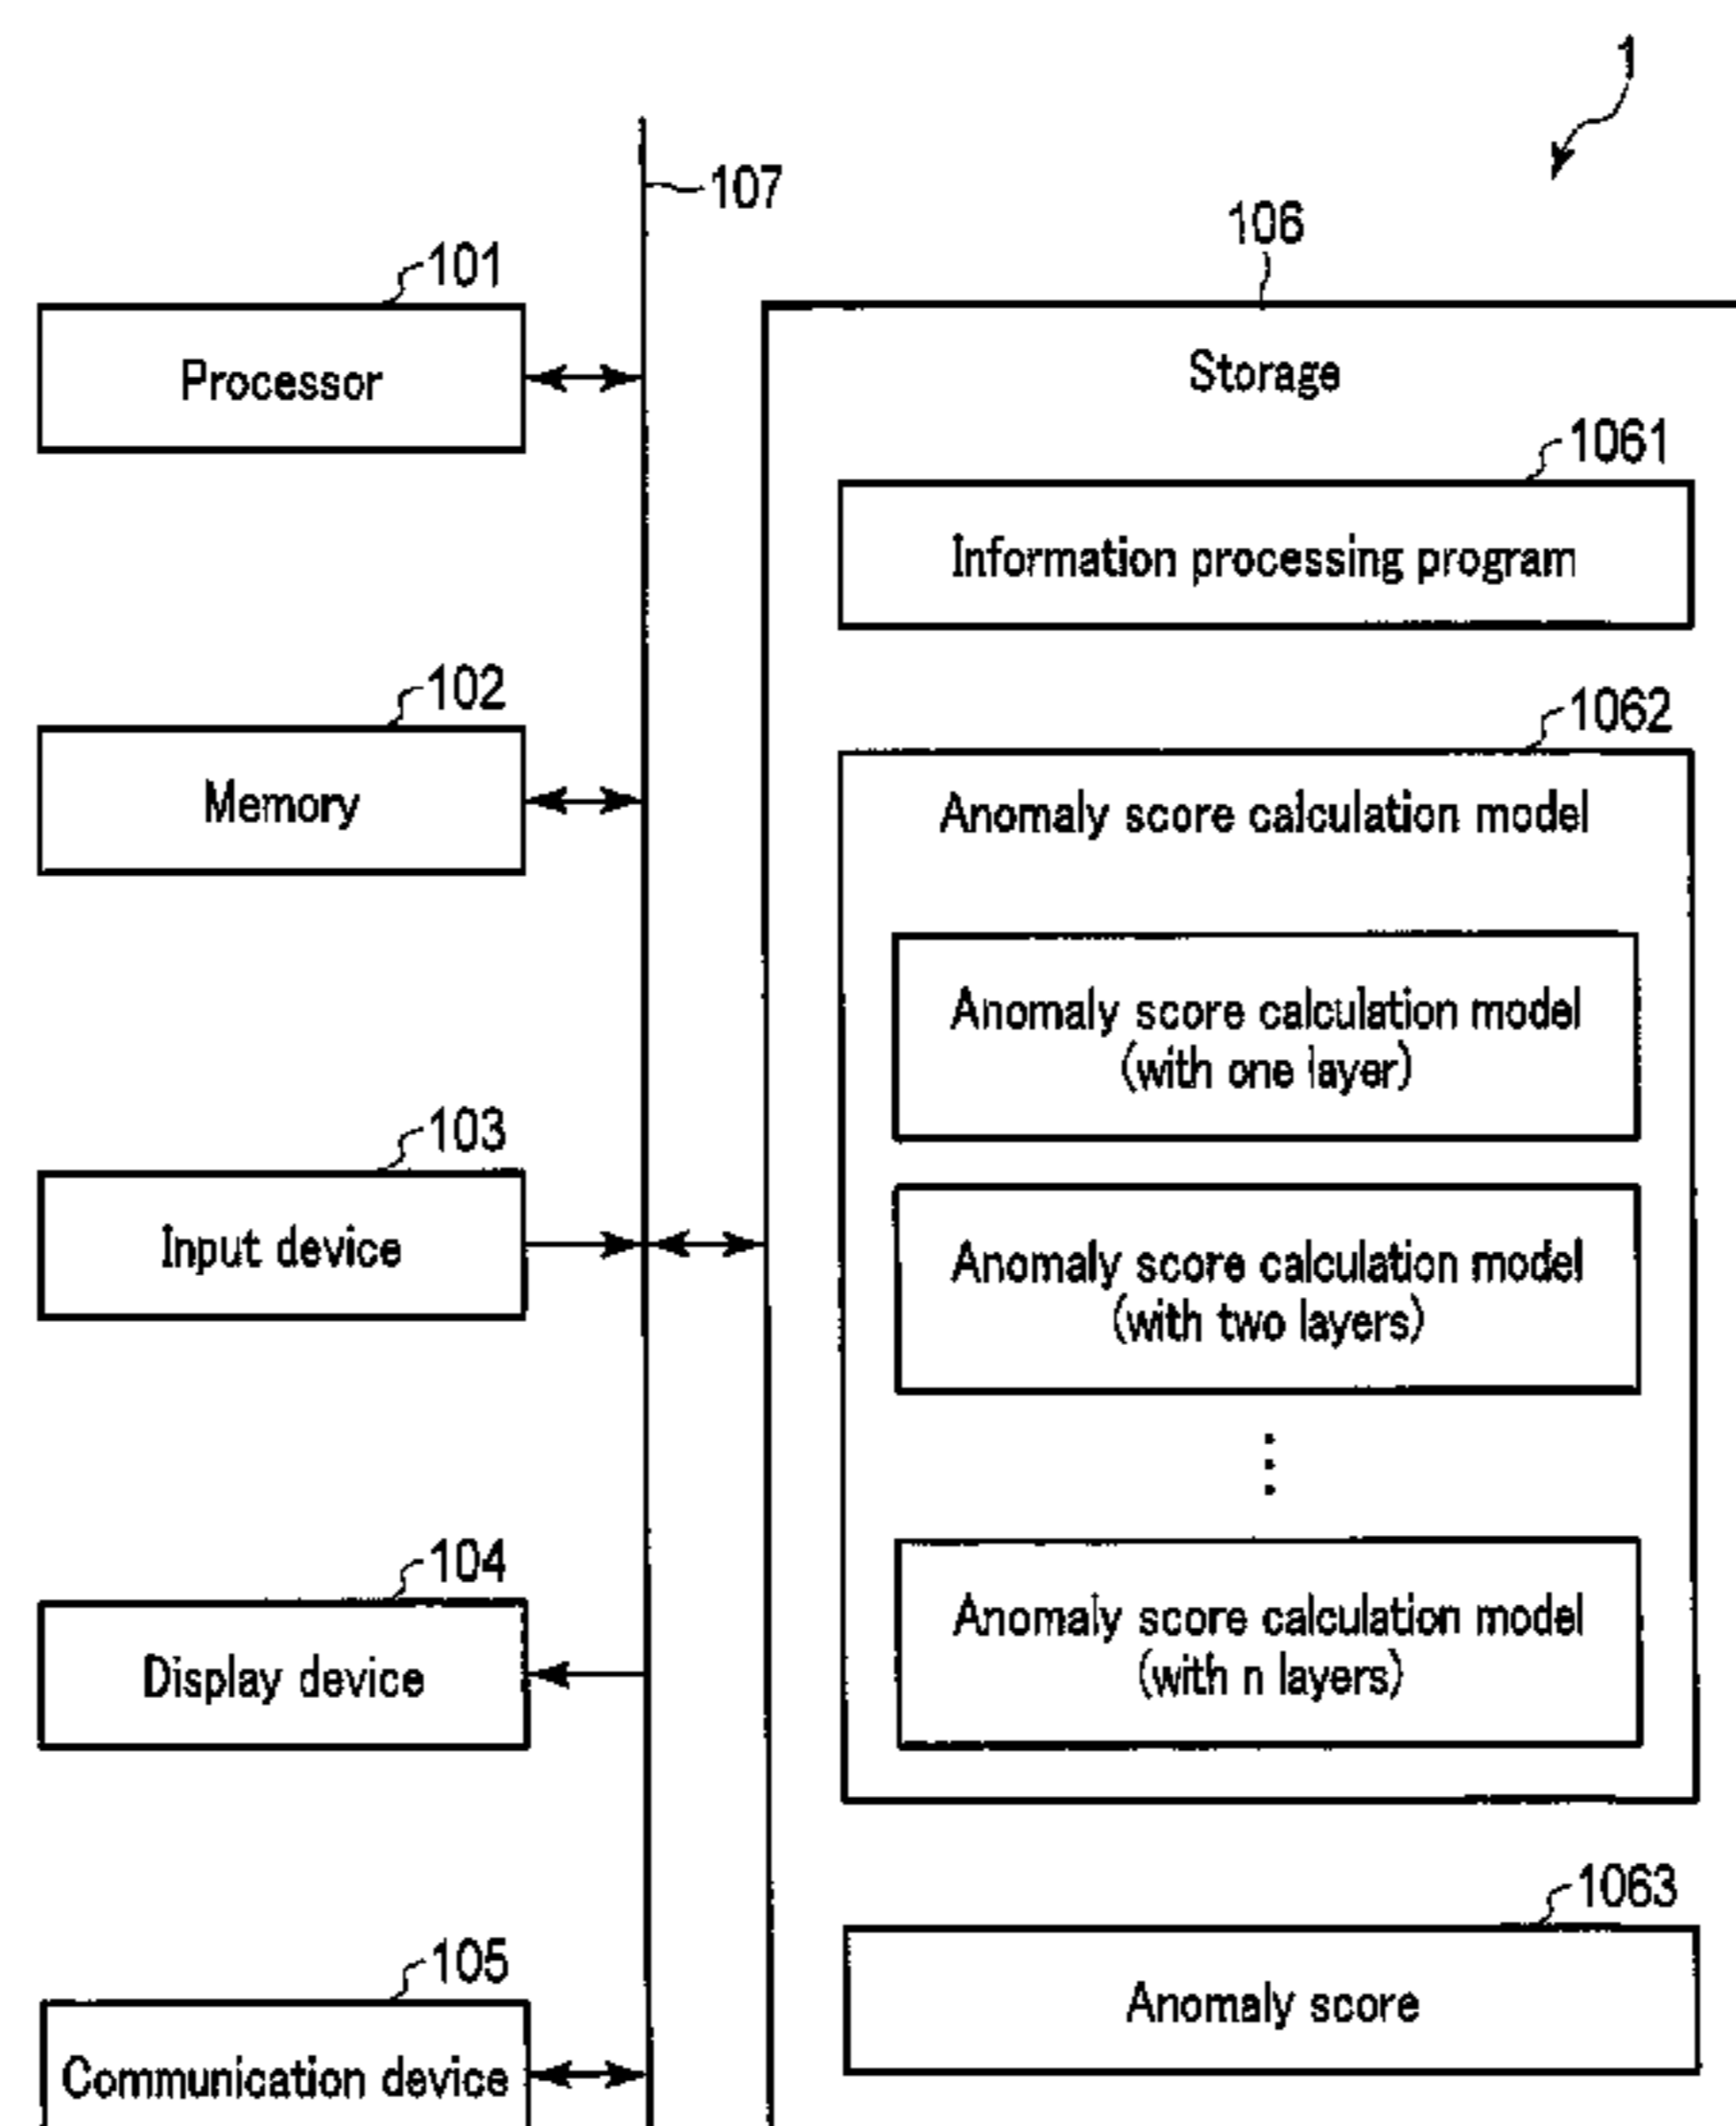 1
107
101
Processor
102
Memory
103
Input device
104
Display device
105
Communication device
106
Storage
1061
Information processing program
1062
Anomaly score calculation model
Anomaly score calculation model
(with one layer)
Anomaly score calculation model
(with two layers)
⋮
Anomaly score calculation model
(with n layers)
1063
Anomaly score